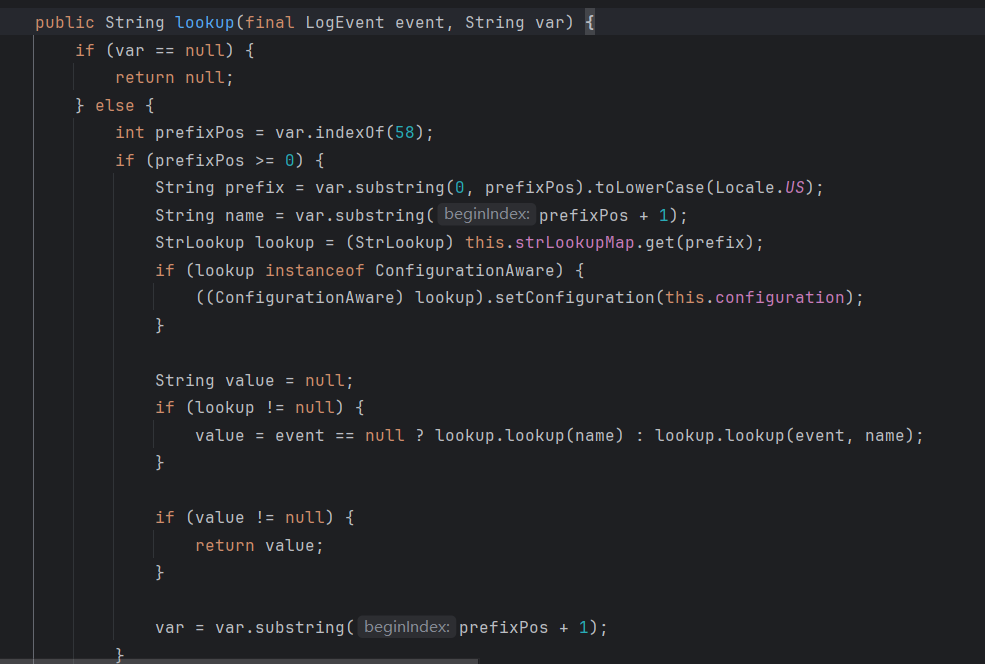 public String lookup(final LogEvent event, String var) {
if (var == null) {
return null;
} else {
int prefixPos = var.indexOf(58);
if (prefixPos >= 0) {
String prefix = var.substring(0, prefixPos).toLowerCase(Locale.US);
String name = var.substring( beginIndex: prefixPos + 1);
StrLookup lookup = (StrLookup) this.strLookupMap.get(prefix);
if (lookup instanceof ConfigurationAware) {
((ConfigurationAware) lookup).setConfiguration(this.configuration);
}
String value = null;
if (lookup != null) {
value = event == null ? lookup.lookup(name) : lookup.lookup(event, name);
}
if (value != null) {
return value;
}
var = var.substring( beginIndex: prefixPos + 1);
}